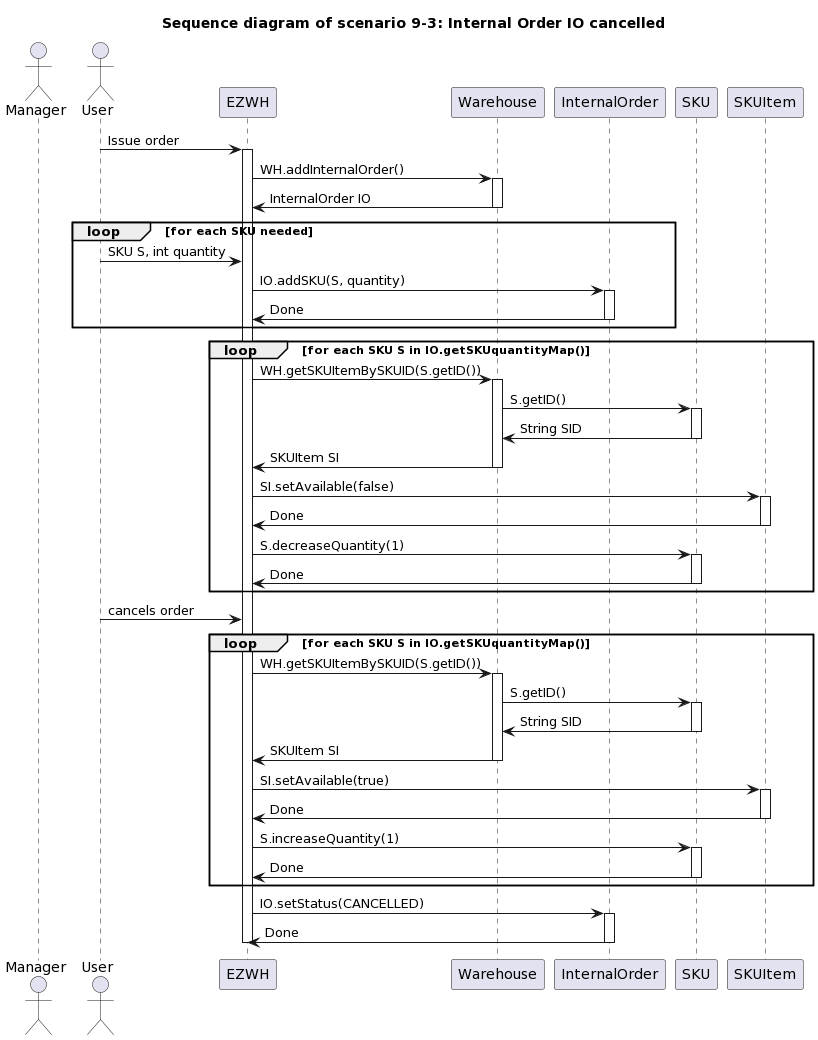 Sequence diagram of scenario 9-3: Internal Order IO cancelled
Manager
User
EZWH
Warehouse
InternalOrder
SKU
SKUItem
Issue order
WH.addInternalOrder()
InternalOrder IO
loop
[for each SKU needed]
SKU S, int quantity
IO.addSKU(S, quantity)
Done
loop
[for each SKU S in IO.getSKUquantityMap()]
WH.getSKUItemBySKUID(S.getID())
S.getID()
String SID
SKUItem SI
SI.setAvailable(false)
Done
S.decreaseQuantity(1)
Done
cancels order
loop
[for each SKU S in IO.getSKUquantityMap()]
WH.getSKUItemBySKUID(S.getID())
S.getID()
String SID
SKUItem SI
SI.setAvailable(true)
Done
S.increaseQuantity(1)
Done
IO.setStatus(CANCELLED)
Done
Manager
User
EZWH
Warehouse
InternalOrder
SKU
SKUItem